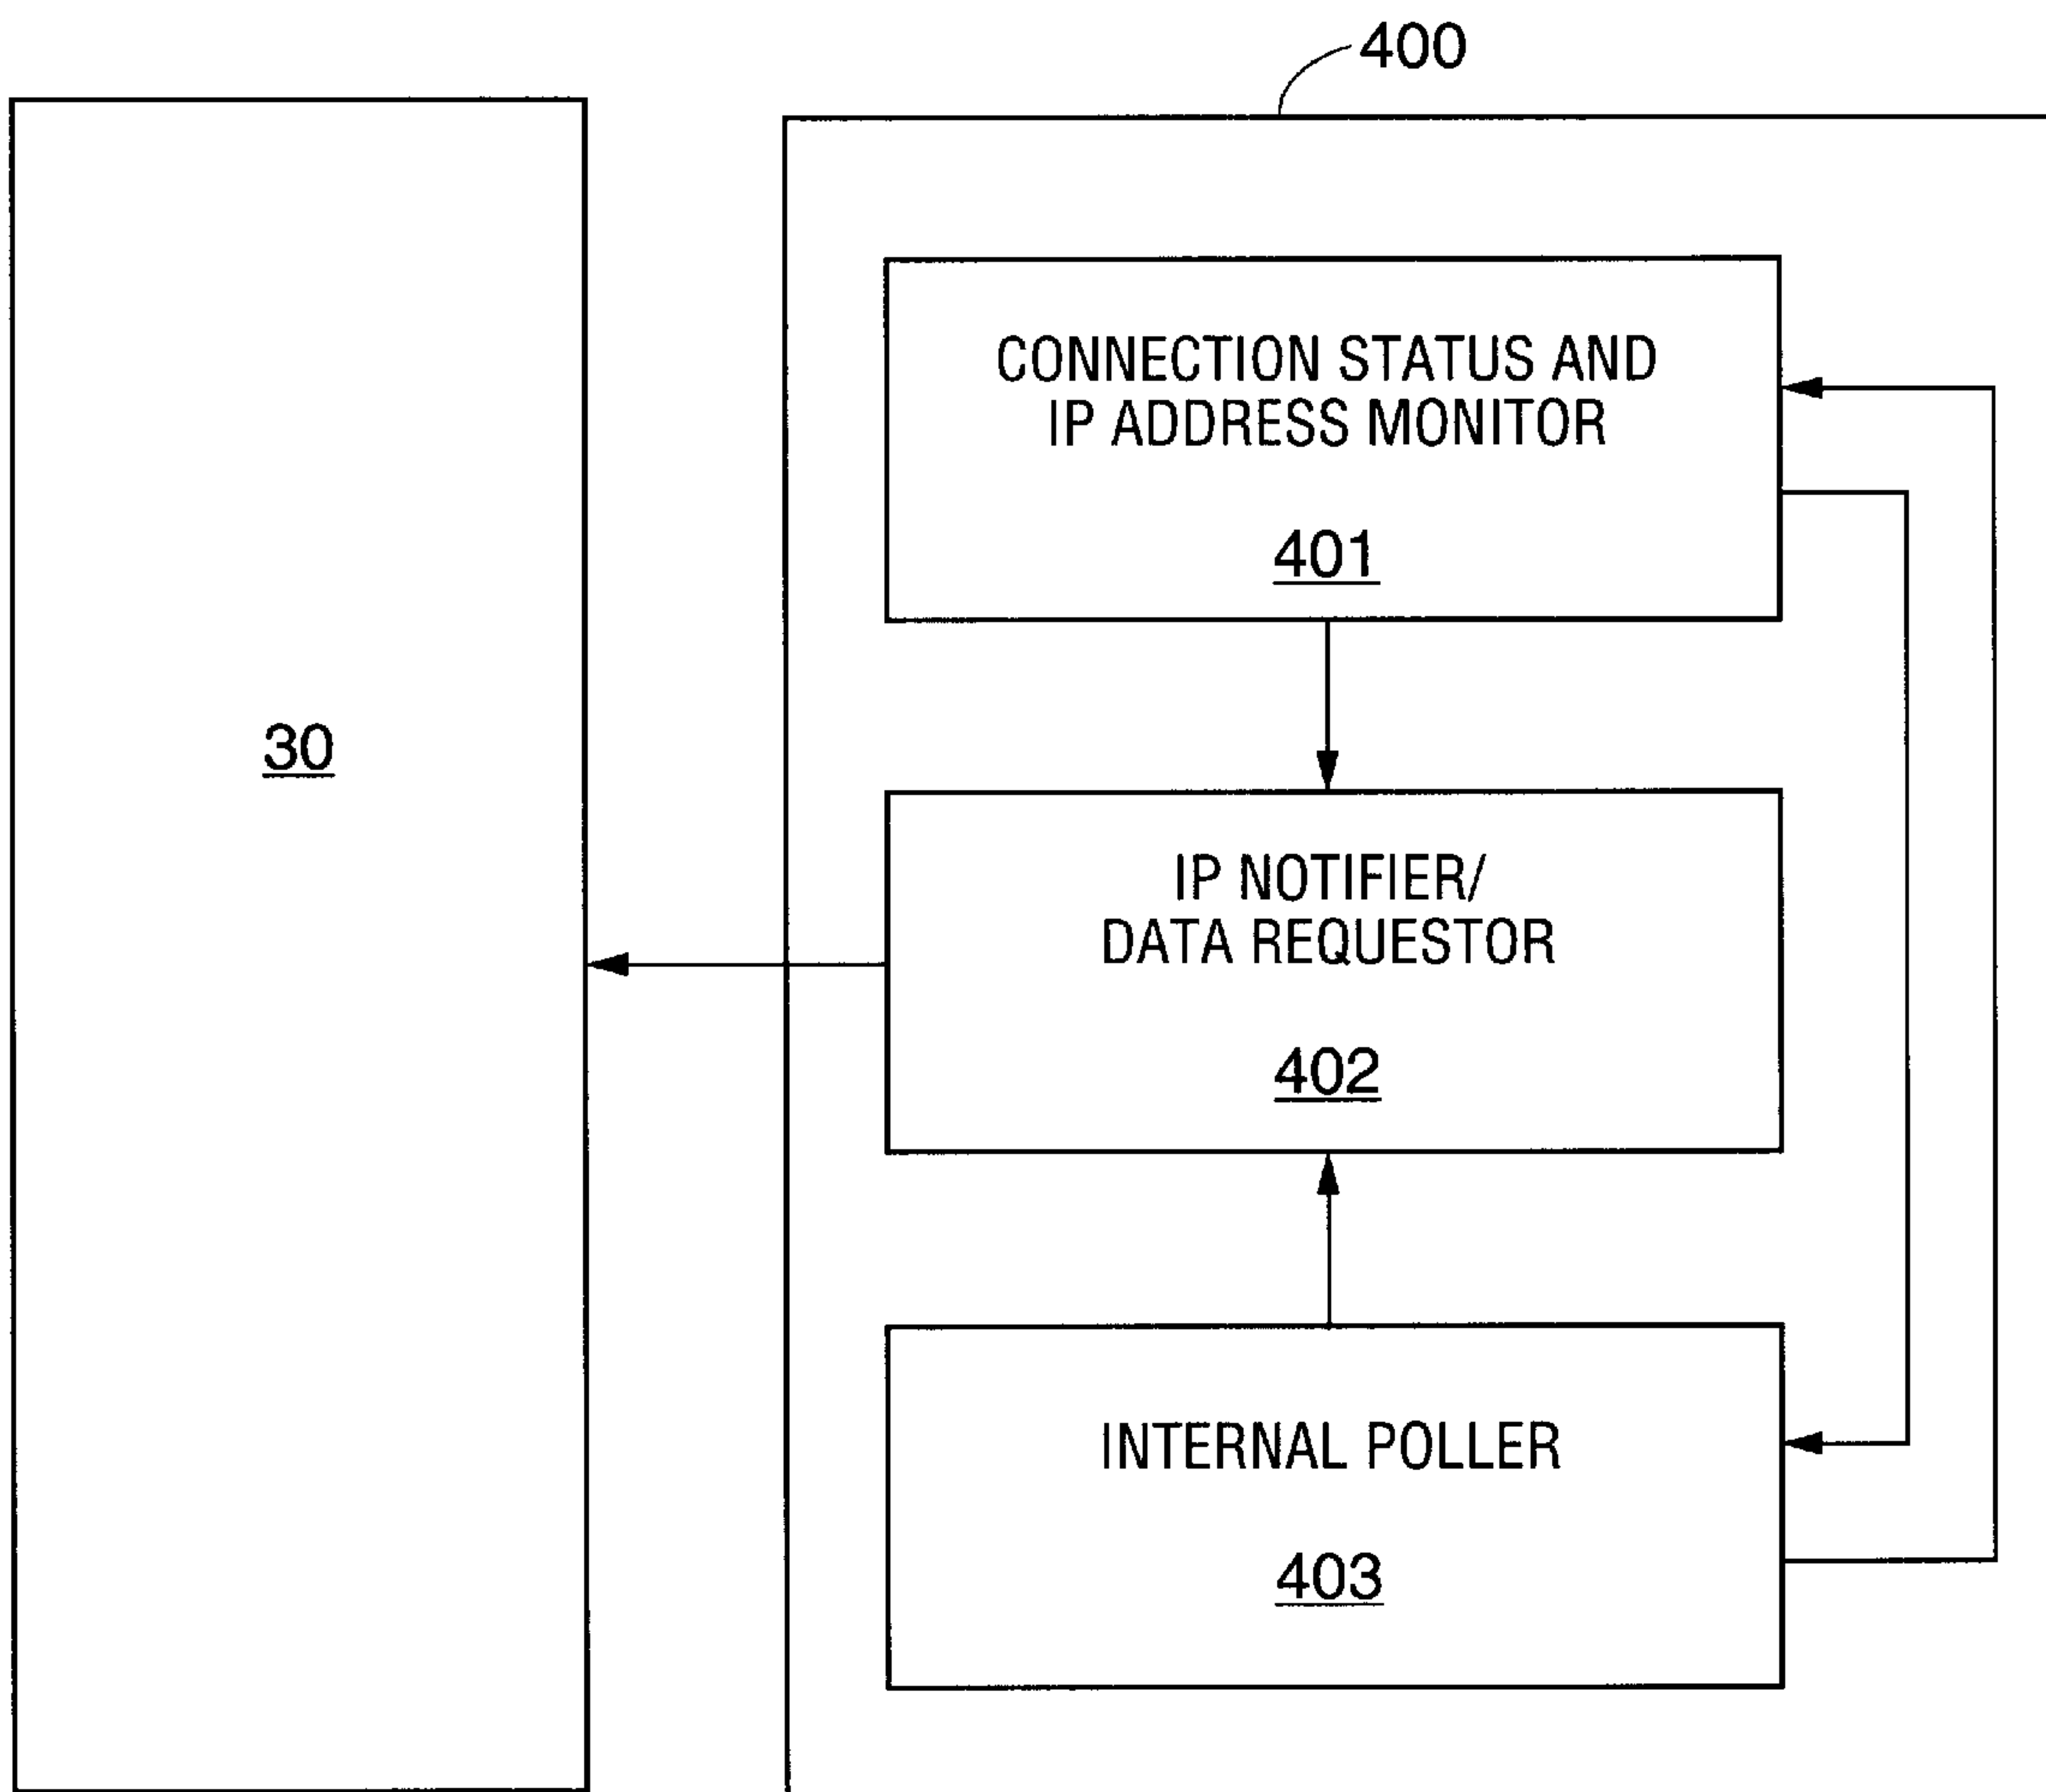 400
CONNECTION STATUS AND
IP ADDRESS MONITOR
401
30
IP NOTIFIER/
DATA REQUESTOR
402
INTERNAL POLLER
403